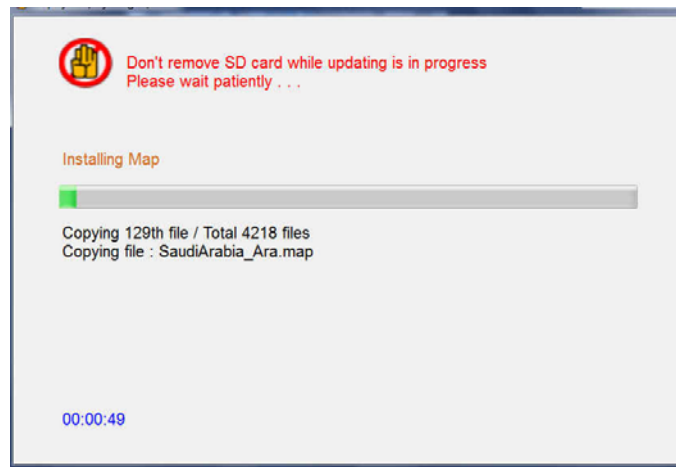 Don't remove SD card while updating is in progress
Please wait patiently . . .
Installing Map
Copying 129th file / Total 4218 files
Copying file : SaudiArabia_Ara.map
00:00:49